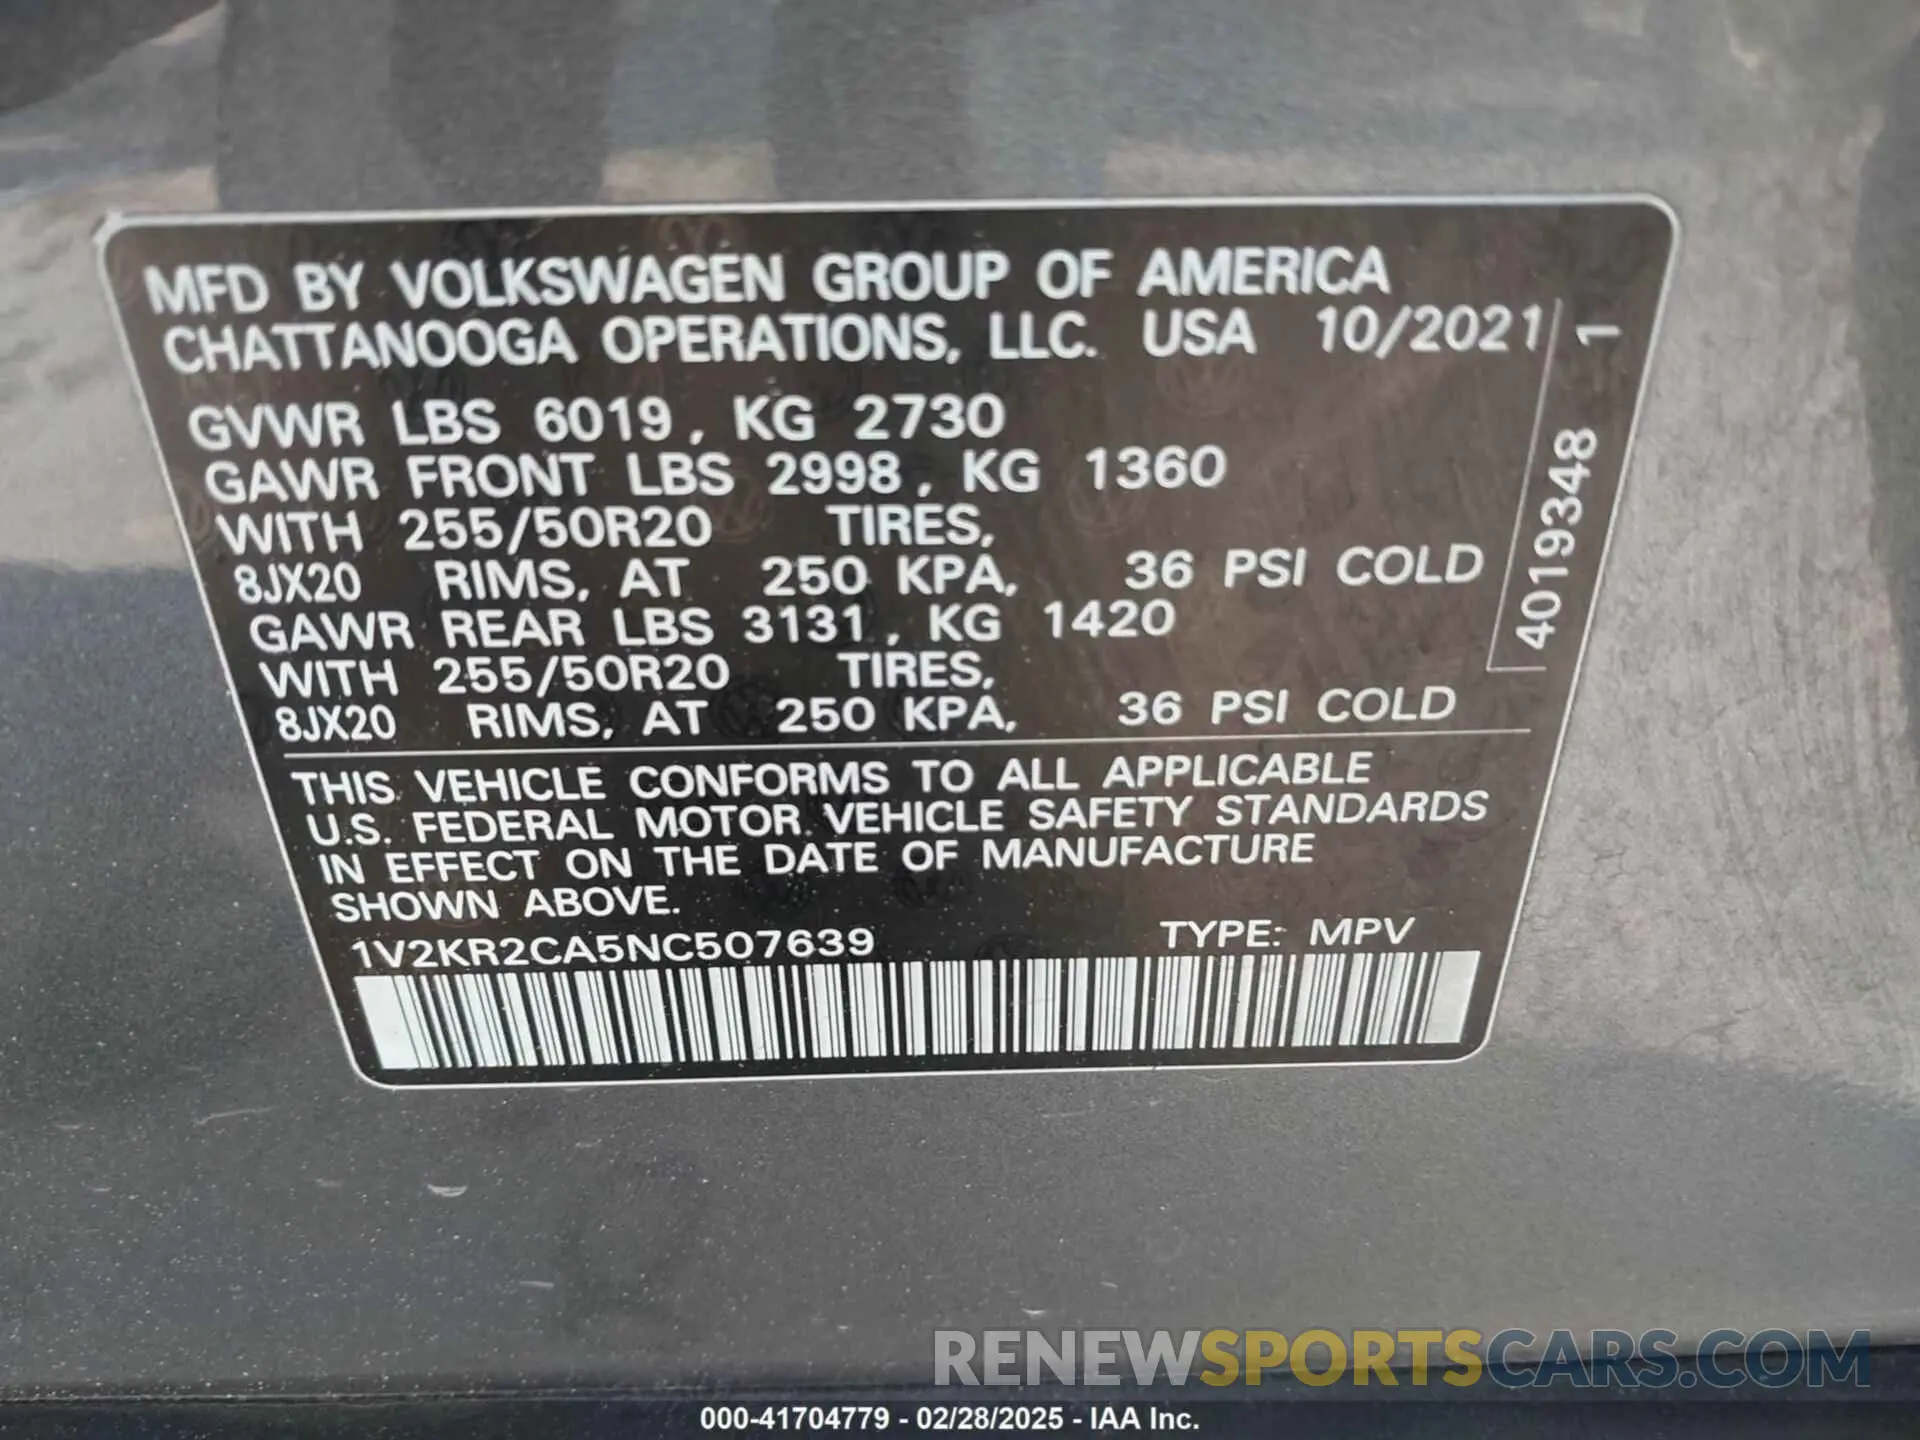 MFD BY VOLKSWAGEN GROUP OF AMERICA
CHATTANOOGA OPERATIONS, LLC. USA 10/2021
GVWR LBS 6019, KG 2730
GAWR FRONT LBS 2998, KG 1360
WITH 255/50R20 TIRES,
8JX20 RIMS, AT 250 KPA, 36 PSI COLD
GAWR REAR LBS 3131, KG 1420
WITH 255/50R20 TIRES,
8JX20 RIMS, AT 250 KPA, 36 PSI COLD
4019348 1
THIS VEHICLE CONFORMS TO ALL APPLICABLE
U.S. FEDERAL MOTOR VEHICLE SAFETY STANDARDS
IN EFFECT ON THE DATE OF MANUFACTURE
SHOWN ABOVE.
1V2KR2CA5NC507639 TYPE: MPV
RENEWSPORTSCARS.COM
000-41704779 - 02/28/2025 - IAA Inc.